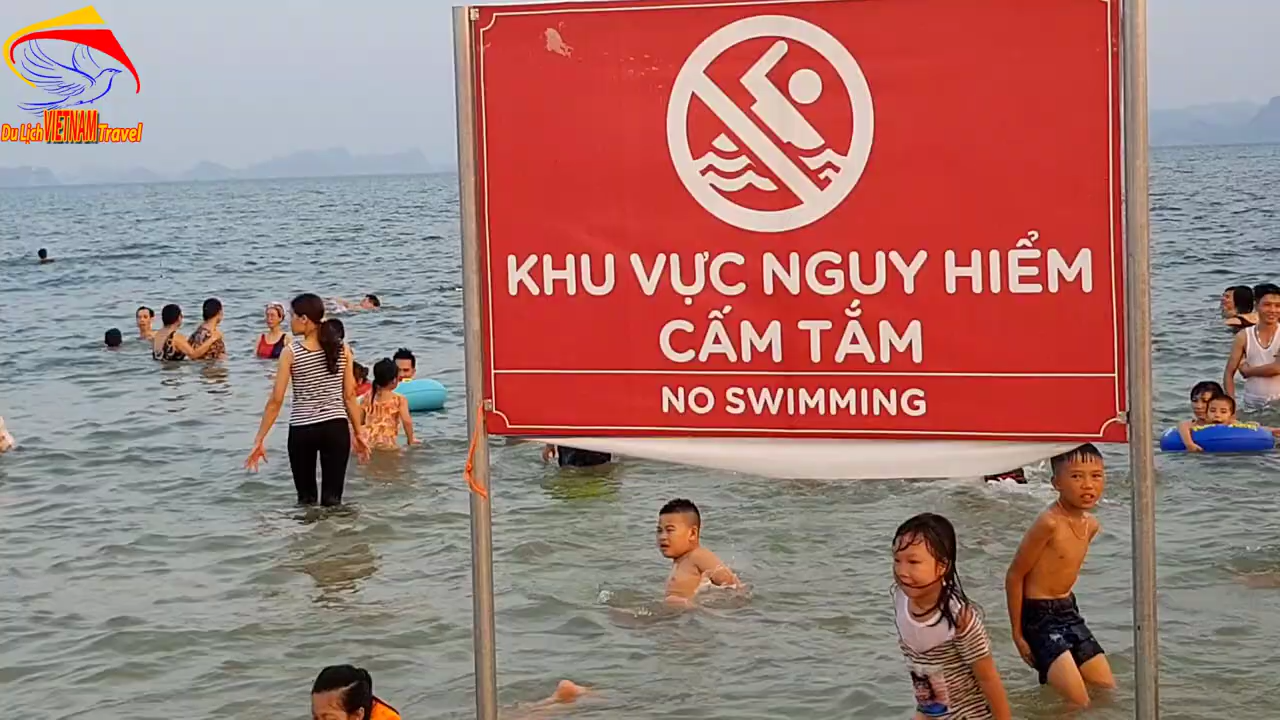 Du Lịch VIETNAM Travel
KHU VỰC NGUY HIỂM
CẤM TẮM
NO SWIMMING